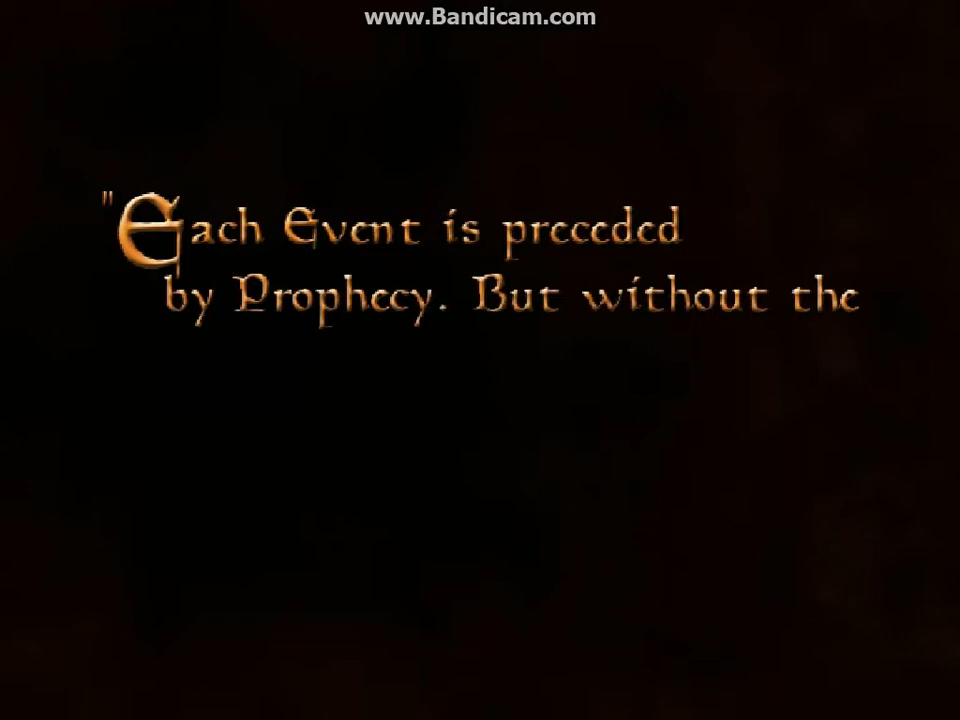 www.Bandicam.com
"Each Event is preceded
by Prophecy. But without the